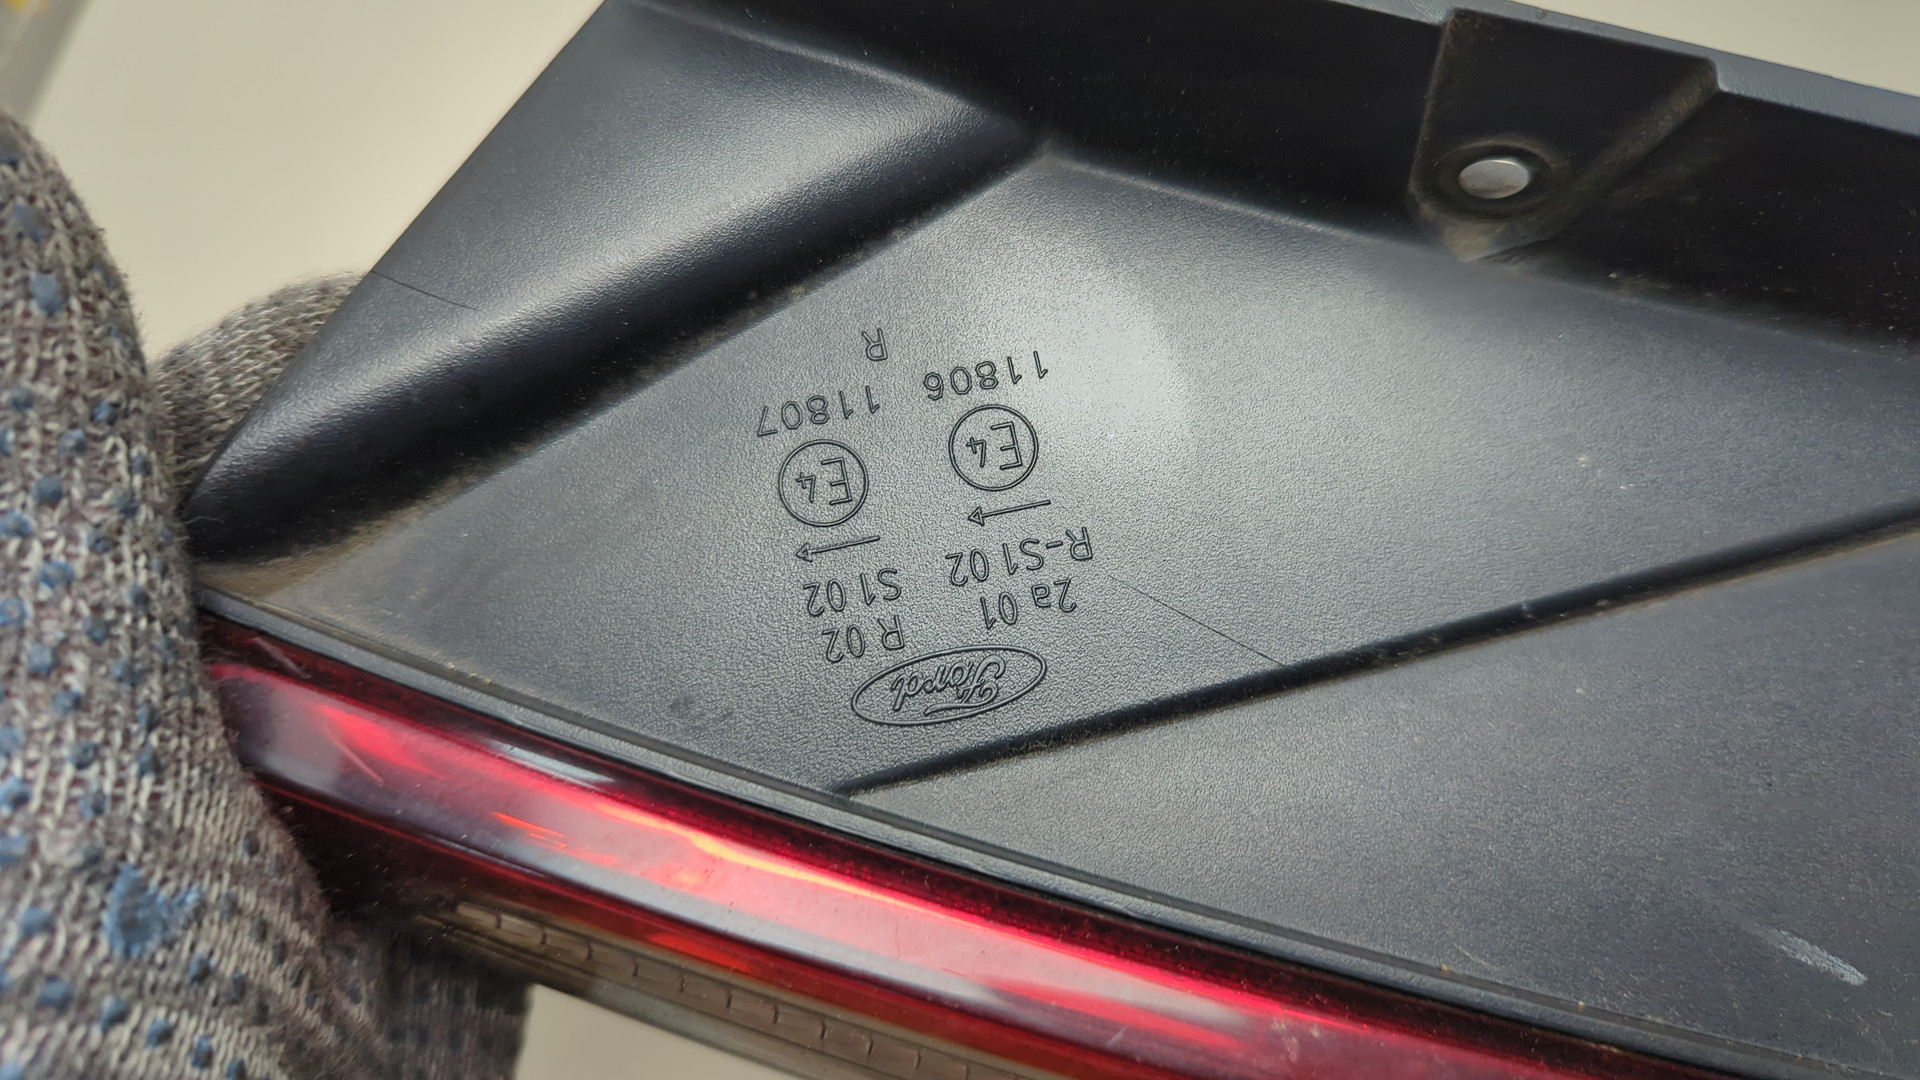 Ford
2a 01 R 02
R-S1 02 S1 02
E4 E4
11806 11807
R